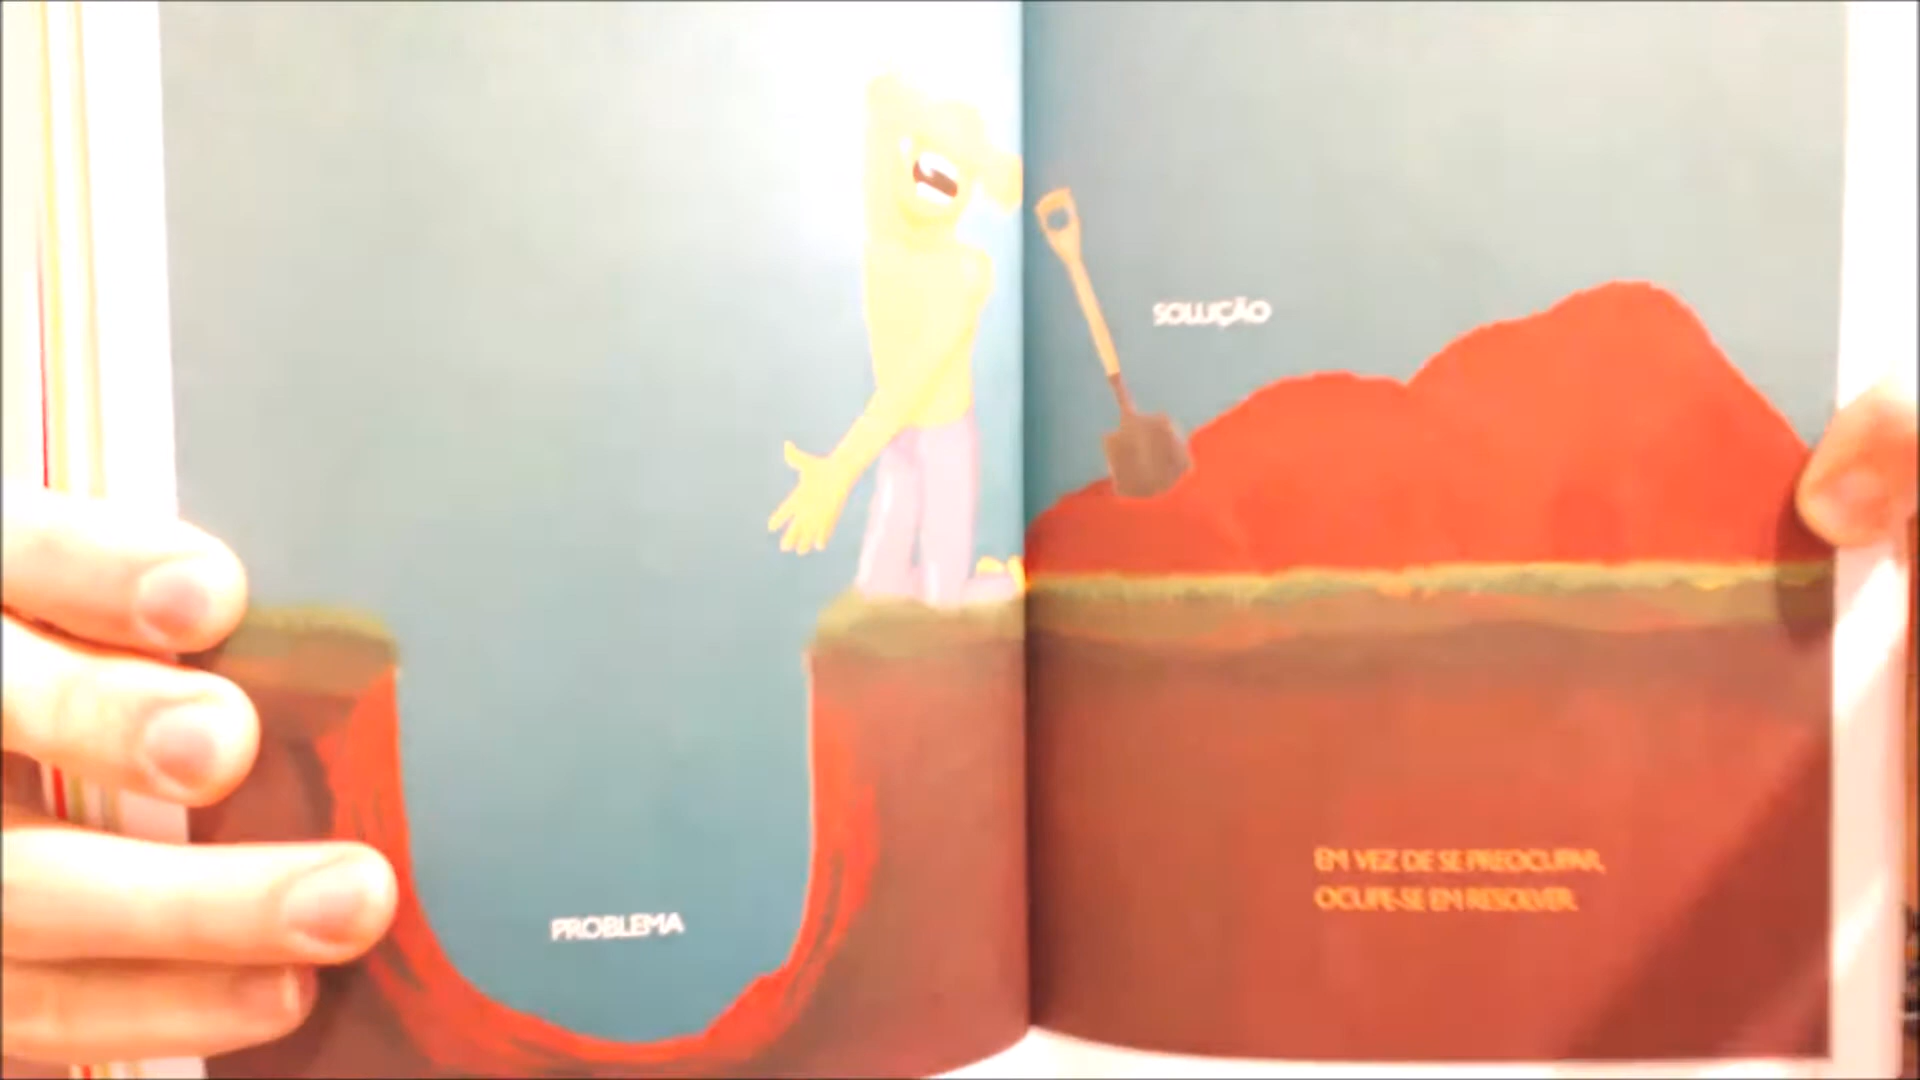 SOLUÇÃO
PROBLEMA
EM VEZ DE SE PREOCUPAR,
OCUPE-SE EM RESOLVER.